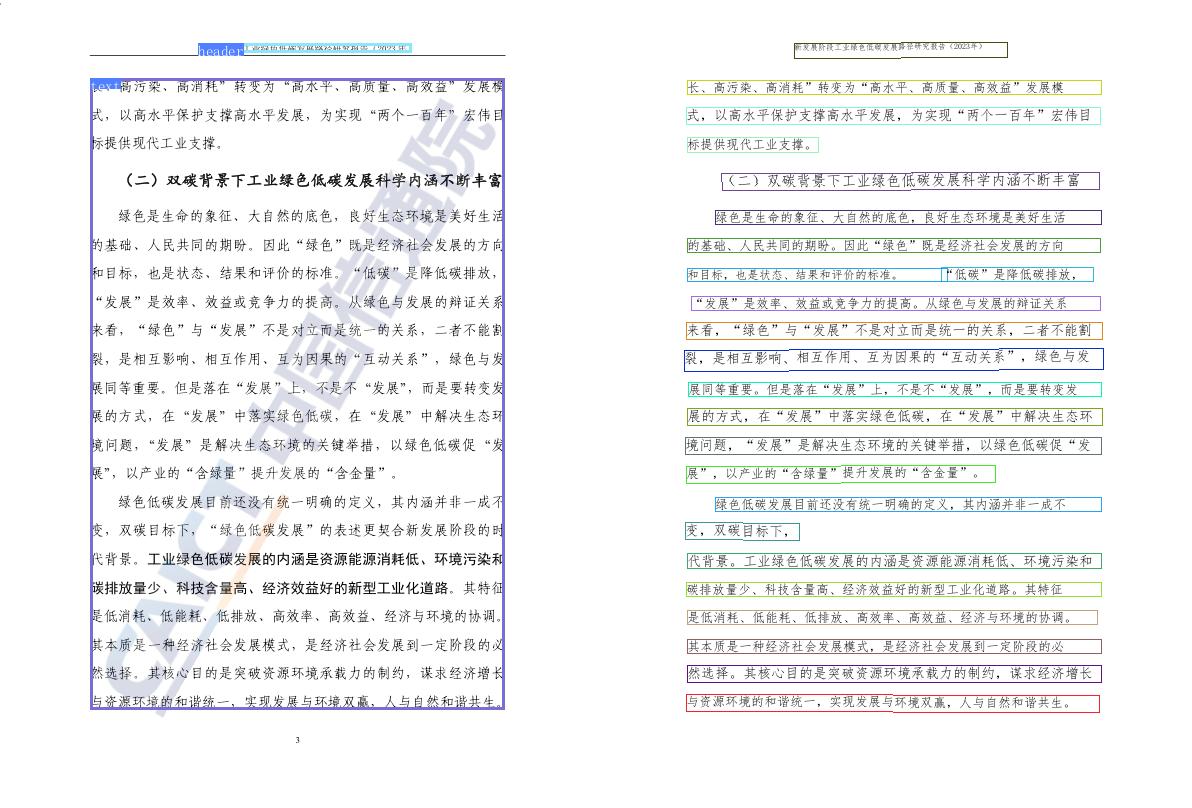 header
工业绿色低碳发展路径研究报告（2023年）
text
高污染、高消耗”转变为“高水平、高质量、高效益”发展模
式，以高水平保护支撑高水平发展，为实现“两个一百年”宏伟目
标提供现代工业支撑。
（二）双碳背景下工业绿色低碳发展科学内涵不断丰富
绿色是生命的象征、大自然的底色，良好生态环境是美好生活
的基础、人民共同的期盼。因此“绿色”既是经济社会发展的方向
和目标，也是状态、结果和评价的标准。“低碳”是降低碳排放，
“发展”是效率、效益或竞争力的提高。从绿色与发展的辩证关系
来看，“绿色”与“发展”不是对立而是统一的关系，二者不能割
裂，是相互影响、相互作用、互为因果的“互动关系”，绿色与发
展同等重要。但是落在“发展”上，不是不“发展”，而是要转变发
展的方式，在“发展”中落实绿色低碳，在“发展”中解决生态环
境问题，“发展”是解决生态环境的关键举措，以绿色低碳促“发
展”，以产业的“含绿量”提升发展的“含金量”。
绿色低碳发展目前还没有统一明确的定义，其内涵并非一成不
变，双碳目标下，“绿色低碳发展”的表述更契合新发展阶段的时
代背景。工业绿色低碳发展的内涵是资源能源消耗低、环境污染和
碳排放量少、科技含量高、经济效益好的新型工业化道路。其特征
是低消耗、低能耗、低排放、高效率、高效益、经济与环境的协调。
其本质是一种经济社会发展模式，是经济社会发展到一定阶段的必
然选择。其核心目的是突破资源环境承载力的制约，谋求经济增长
与资源环境的和谐统一，实现发展与环境双赢，人与自然和谐共生。
CAICT 中国信通院
3
新发展阶段工业绿色低碳发展路径研究报告（2023年）
长、高污染、高消耗”转变为“高水平、高质量、高效益”发展模
式，以高水平保护支撑高水平发展，为实现“两个一百年”宏伟目
标提供现代工业支撑。
（二）双碳背景下工业绿色低碳发展科学内涵不断丰富
绿色是生命的象征、大自然的底色，良好生态环境是美好生活
的基础、人民共同的期盼。因此“绿色”既是经济社会发展的方向
和目标，也是状态、结果和评价的标准。 “低碳”是降低碳排放，
“发展”是效率、效益或竞争力的提高。从绿色与发展的辩证关系
来看，“绿色”与“发展”不是对立而是统一的关系，二者不能割
裂，是相互影响、相互作用、互为因果的“互动关系”，绿色与发
展同等重要。但是落在“发展”上，不是不“发展”，而是要转变发
展的方式，在“发展”中落实绿色低碳，在“发展”中解决生态环
境问题，“发展”是解决生态环境的关键举措，以绿色低碳促“发
展”，以产业的“含绿量”提升发展的“含金量”。
绿色低碳发展目前还没有统一明确的定义，其内涵并非一成不
变，双碳目标下，
代背景。工业绿色低碳发展的内涵是资源能源消耗低、环境污染和
碳排放量少、科技含量高、经济效益好的新型工业化道路。其特征
是低消耗、低能耗、低排放、高效率、高效益、经济与环境的协调。
其本质是一种经济社会发展模式，是经济社会发展到一定阶段的必
然选择。其核心目的是突破资源环境承载力的制约，谋求经济增长
与资源环境的和谐统一，实现发展与环境双赢，人与自然和谐共生。